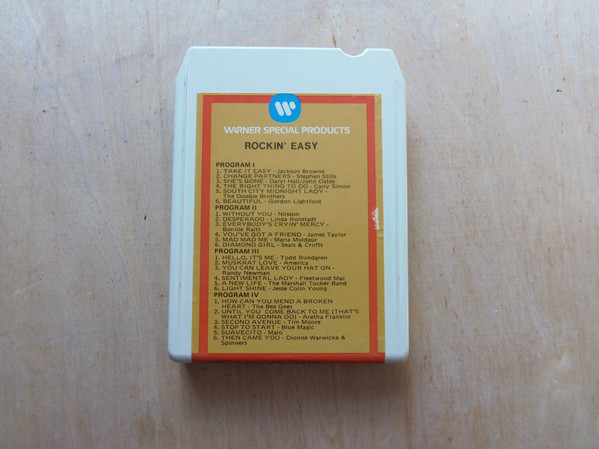 WARNER SPECIAL PRODUCTS
ROCKIN' EASY
PROGRAM I
1. TAKE IT EASY - Jackson Browne
2. CHANGE PARTNERS - Stephen Stills
3. SHE'S GONE - Daryl Hall/John Oates
4. THE RIGHT THING TO DO - Carly Simon
5. SOUTH CITY MIDNIGHT LADY -
The Doobie Brothers
6. BEAUTIFUL - Gordon Lightfoot
PROGRAM II
1. WITHOUT YOU - Nilsson
2. DESPERADO - Linda Ronstadt
3. EVERYBODY'S CRYIN' MERCY -
Bonnie Raitt
4. YOU'VE GOT A FRIEND - James Taylor
5. MAD MAD ME - Maria Muldaur
6. DIAMOND GIRL - Seals & Crofts
PROGRAM III
1. HELLO, IT'S ME - Todd Rundgren
2. MUSKRAT LOVE - America
3. YOU CAN LEAVE YOUR HAT ON -
Randy Newman
4. SENTIMENTAL LADY - Fleetwood Mac
5. A NEW LIFE - The Marshall Tucker Band
6. LIGHT SHINE - Jesse Colin Young
PROGRAM IV
1. HOW CAN YOU MEND A BROKEN
HEART - The Bee Gees
2. UNTIL YOU COME BACK TO ME (THAT'S
WHAT I'M GONNA DO) - Aretha Franklin
3. SECOND AVENUE - Tim Moore
4. STOP TO START - Blue Magic
5. SUAVECITO - Malo
6. THEN CAME YOU - Dionne Warwicke &
Spinners